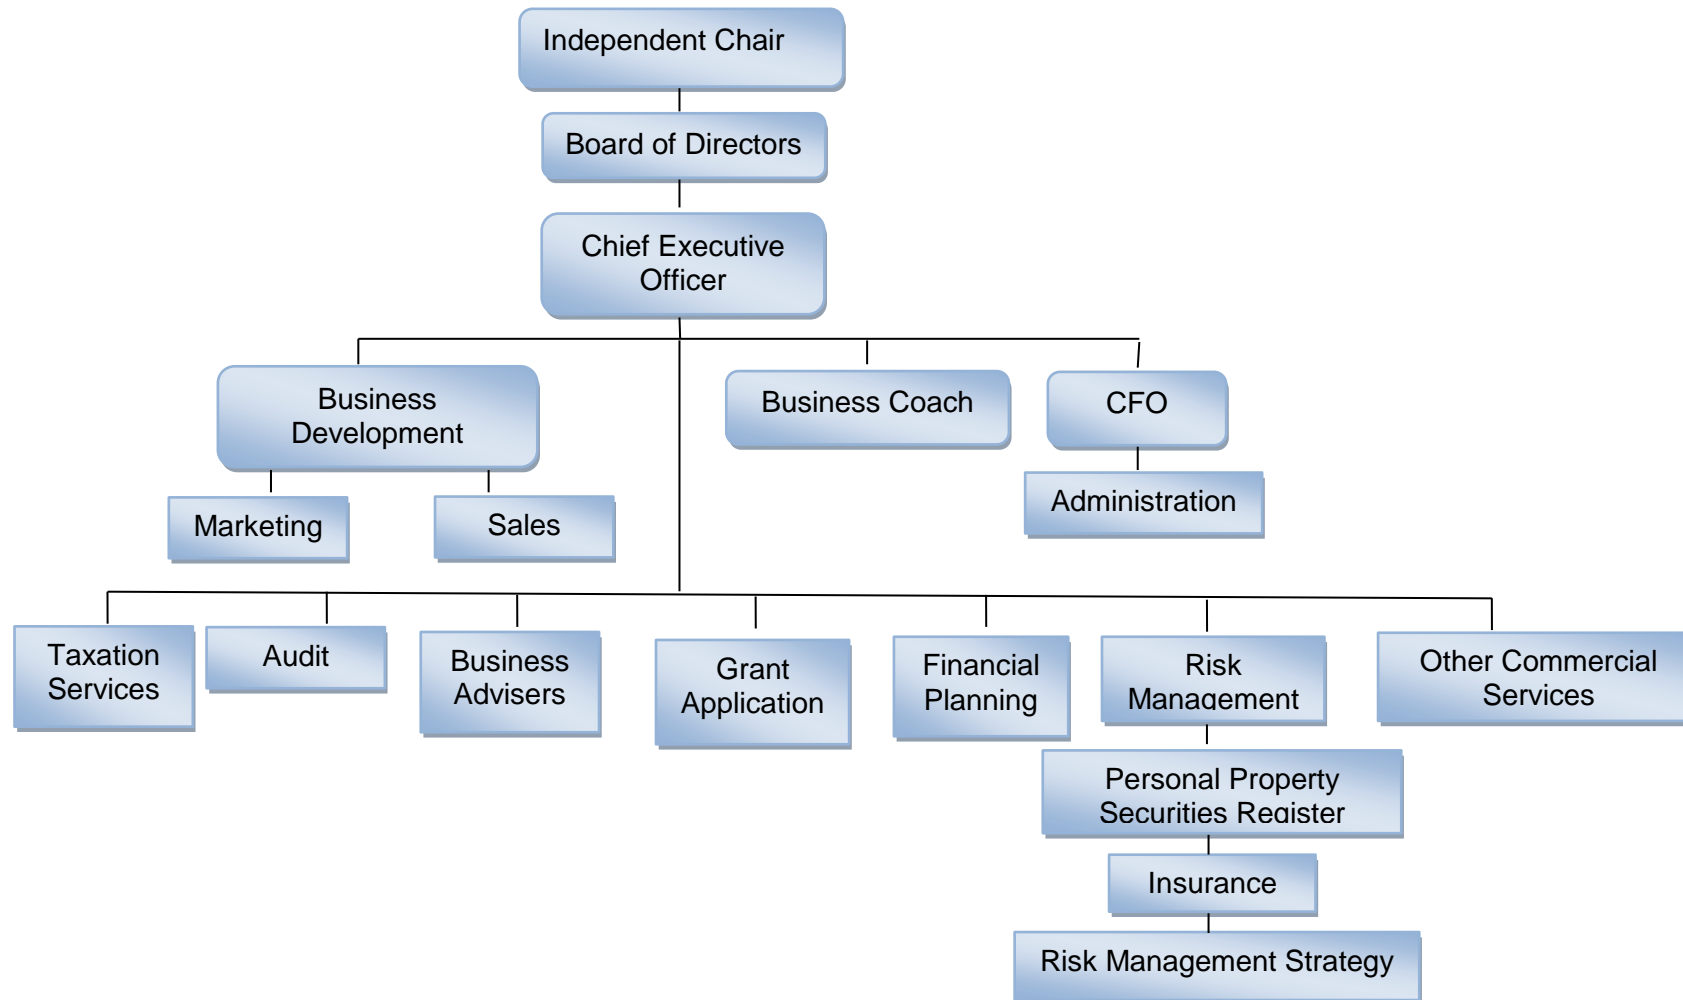 Independent Chair
Board of Directors
Chief Executive
Officer
Business
Development
Business Coach
CFO
Marketing
Sales
Administration
Taxation
Services
Audit
Business
Advisers
Grant
Application
Financial
Planning
Risk
Management
Other Commercial
Services
Personal Property
Securities Register
Insurance
Risk Management Strategy